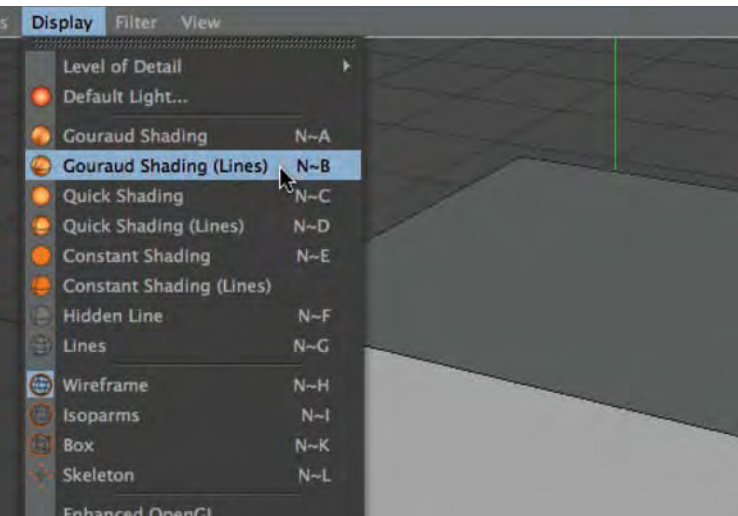 s Display Filter View
Level of Detail
Default Light...
Gouraud Shading N~A
Gouraud Shading (Lines) N~B
Quick Shading N~C
Quick Shading (Lines) N~D
Constant Shading N~E
Constant Shading (Lines)
Hidden Line N~F
Lines N~G
Wireframe N~H
Isoparms N~I
Box N~K
Skeleton N~L
Enhanced OpenGL